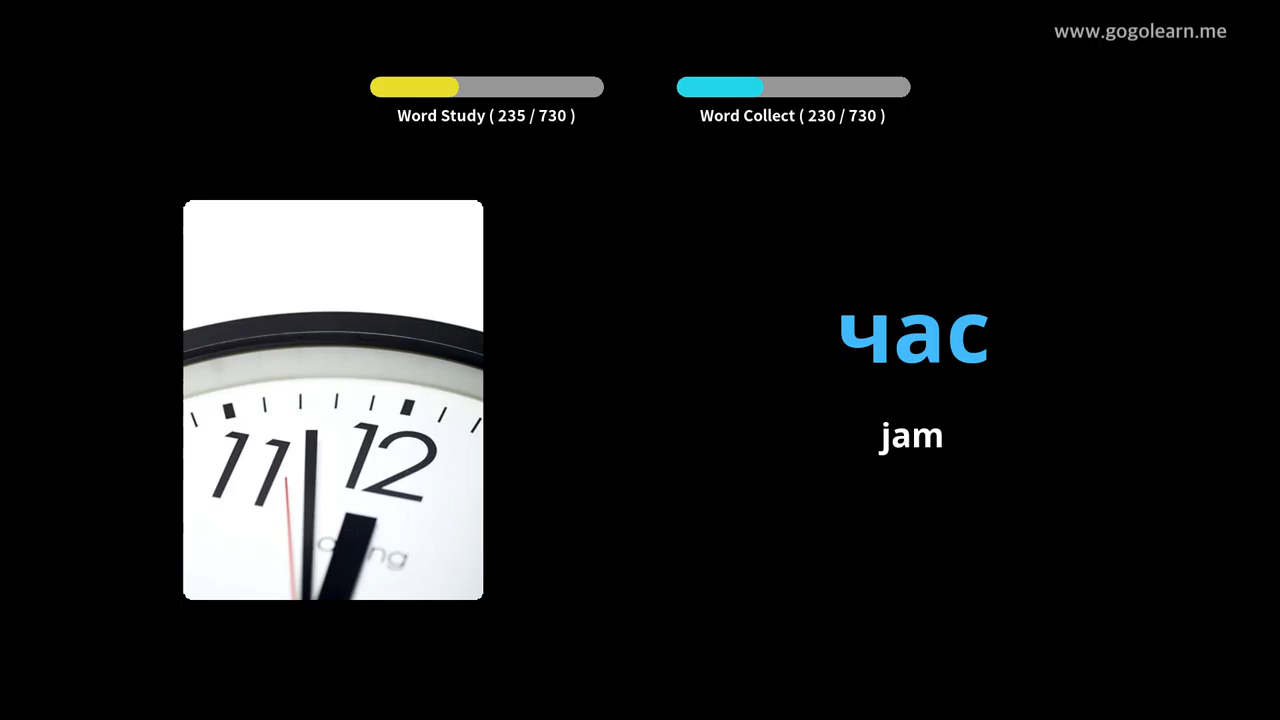 www.gogolearn.me
Word Study ( 235 / 730 )
Word Collect ( 230 / 730 )
час
jam
11
12